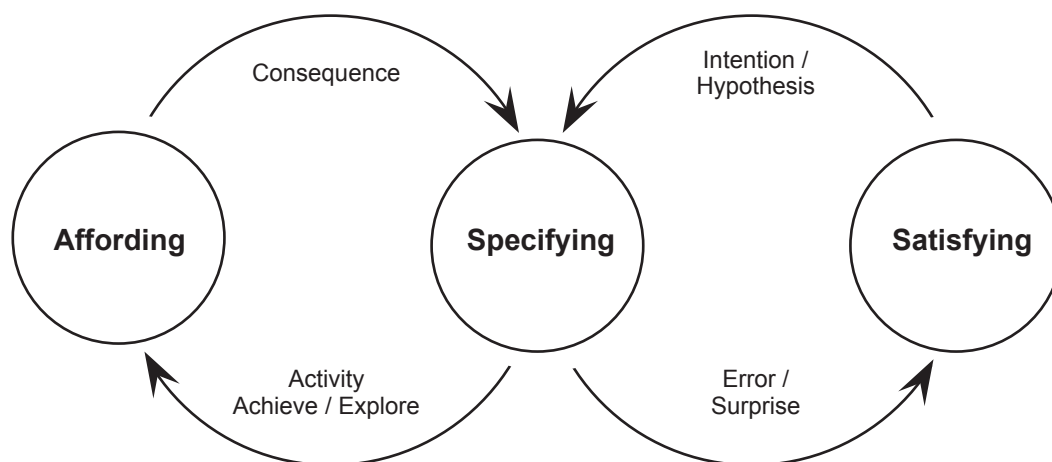 Consequence
Intention /
Hypothesis
Affording
Specifying
Satisfying
Activity
Achieve / Explore
Error /
Surprise